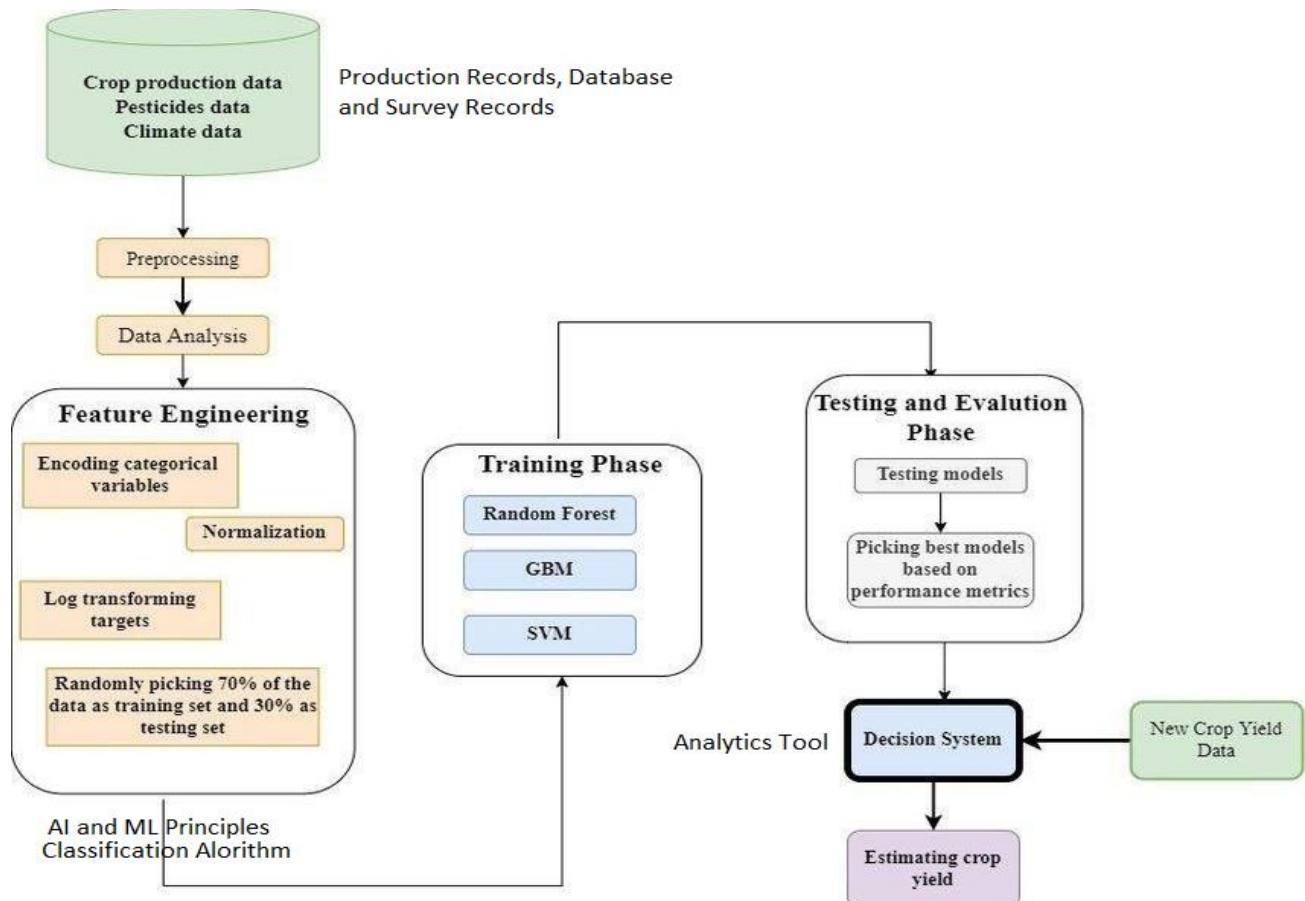 Crop production data
Pesticides data
Climate data
Production Records, Database
and Survey Records
Preprocessing
Data Analysis
Feature Engineering
Encoding categorical
variables
Normalization
Log transforming
targets
Randomly picking 70% of the
data as training set and 30% as
testing set
AI and ML Principles
Classification Alorithm
Training Phase
Random Forest
GBM
SVM
Testing and Evalution
Phase
Testing models
Picking best models
based on
performance metrics
Analytics Tool
Decision System
New Crop Yield
Data
Estimating crop
yield